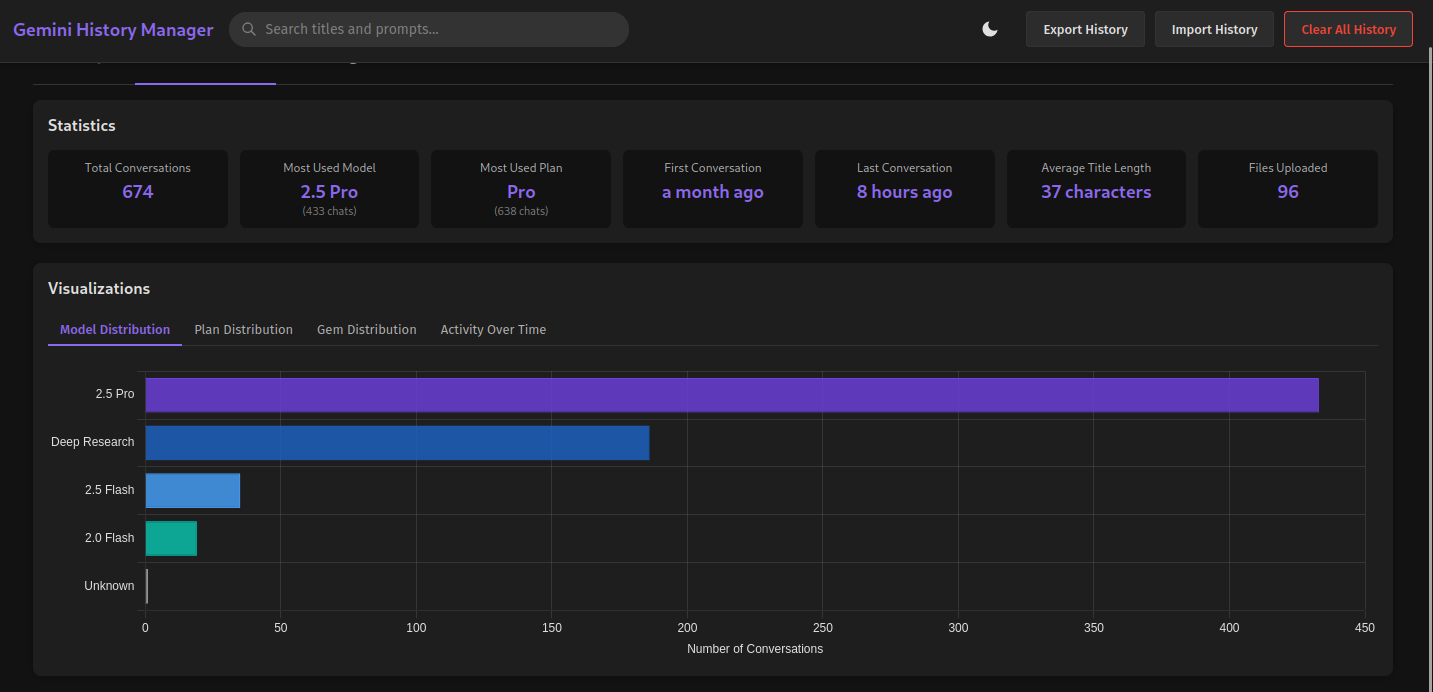 Gemini History Manager
Search titles and prompts...
Export History
Import History
Clear All History
Statistics
Total Conversations
674
Most Used Model
2.5 Pro
(433 chats)
Most Used Plan
Pro
(638 chats)
First Conversation
a month ago
Last Conversation
8 hours ago
Average Title Length
37 characters
Files Uploaded
96
Visualizations
Model Distribution
Plan Distribution
Gem Distribution
Activity Over Time
2.5 Pro
Deep Research
2.5 Flash
2.0 Flash
Unknown
0 50 100 150 200 250 300 350 400 450
Number of Conversations